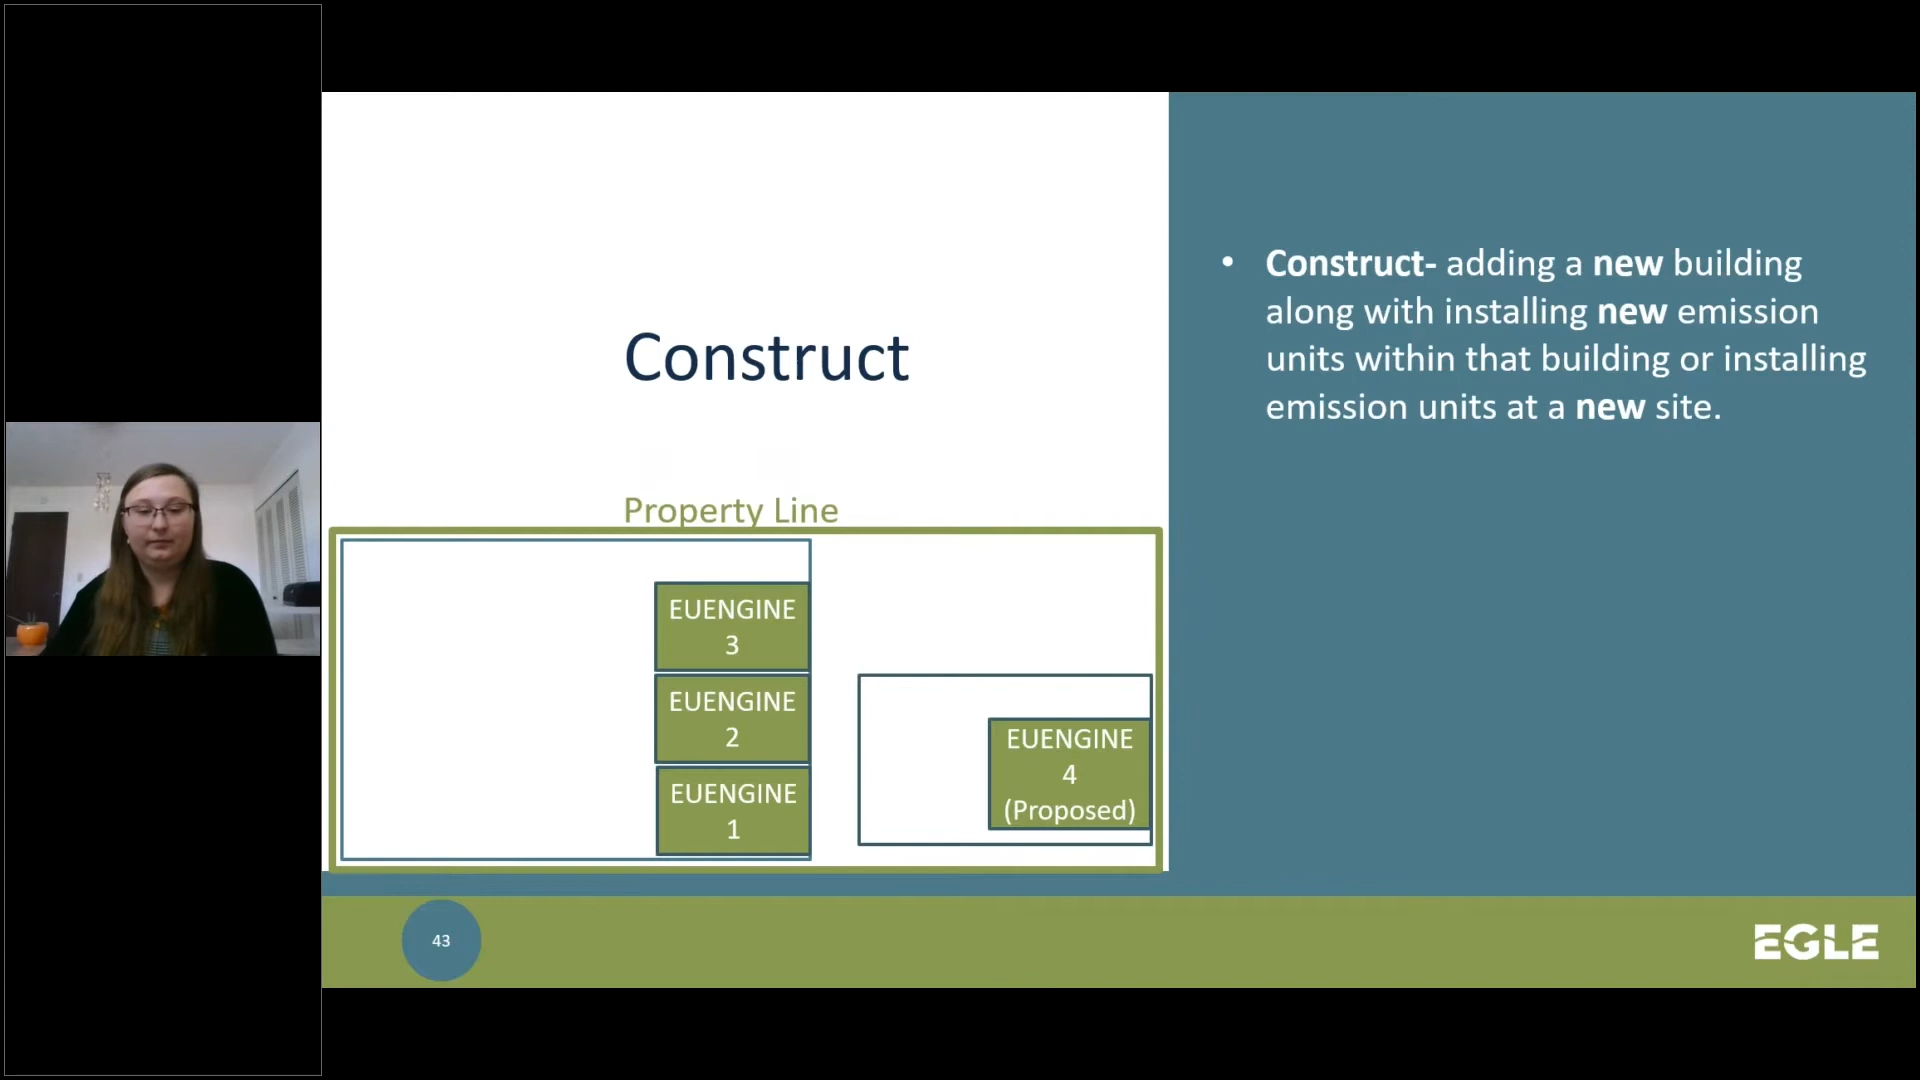 Construct
Property Line
EUENGINE
3
EUENGINE
2
EUENGINE
1
EUENGINE
4
(Proposed)
• Construct- adding a new building
along with installing new emission
units within that building or installing
emission units at a new site.
43
EGLE